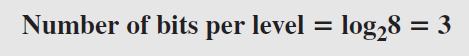 Number of bits per level = log₂8 = 3